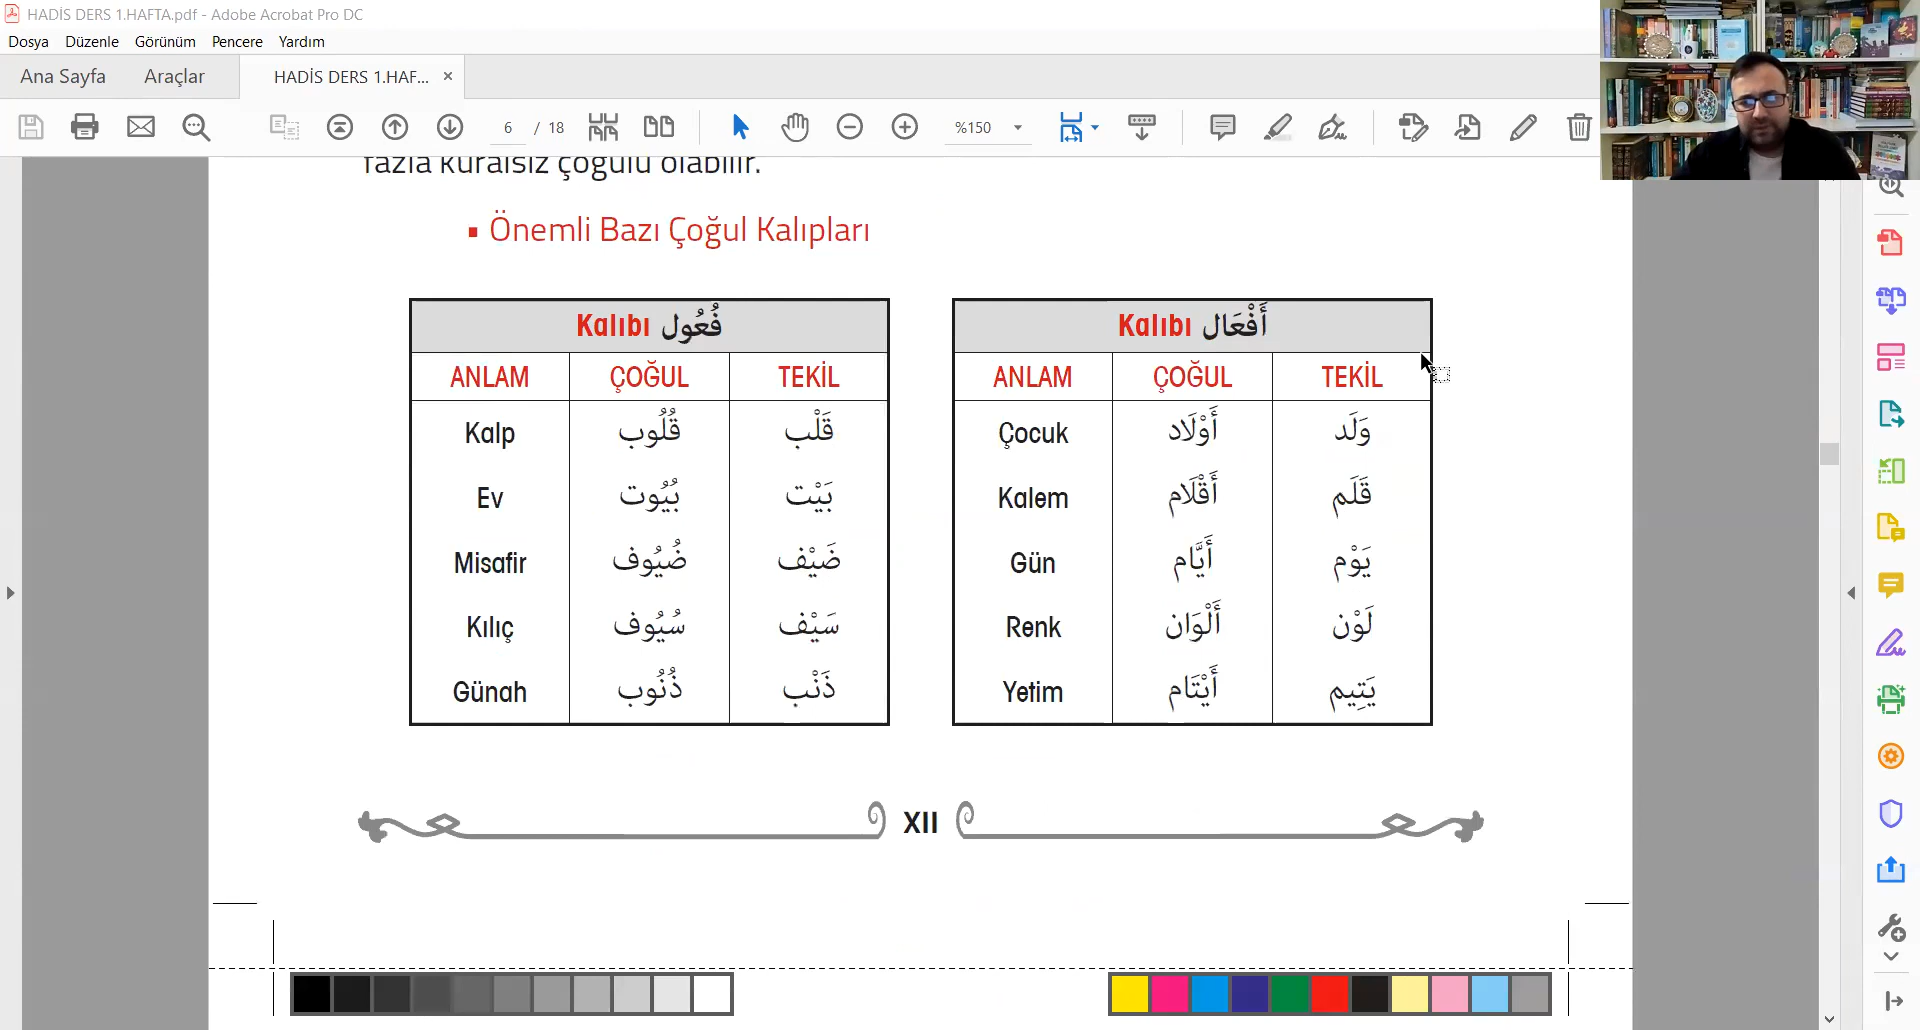 HADİS DERS 1.HAFTA.pdf - Adobe Acrobat Pro DC
Dosya Düzenle Görünüm Pencere Yardım
Ana Sayfa Araçlar HADİS DERS 1.HAF... ×
6 / 18 %150
fazla kuralsız çoğulu olabilir.
▪ Önemli Bazı Çoğul Kalıpları
Kalıbı فُعُول
ANLAM ÇOĞUL TEKİL
Kalp قُلُوب قَلْب
Ev بُيُوت بَيْت
Misafir ضُيُوف ضَيْف
Kılıç سُيُوف سَيْف
Günah ذُنُوب ذَنْب
Kalıbı أَفْعَال
ANLAM ÇOĞUL TEKİL
Çocuk أَوْلَاد وَلَد
Kalem أَقْلَام قَلَم
Gün أَيَّام يَوْم
Renk أَلْوَان لَوْن
Yetim أَيْتَام يَتِيم
XII